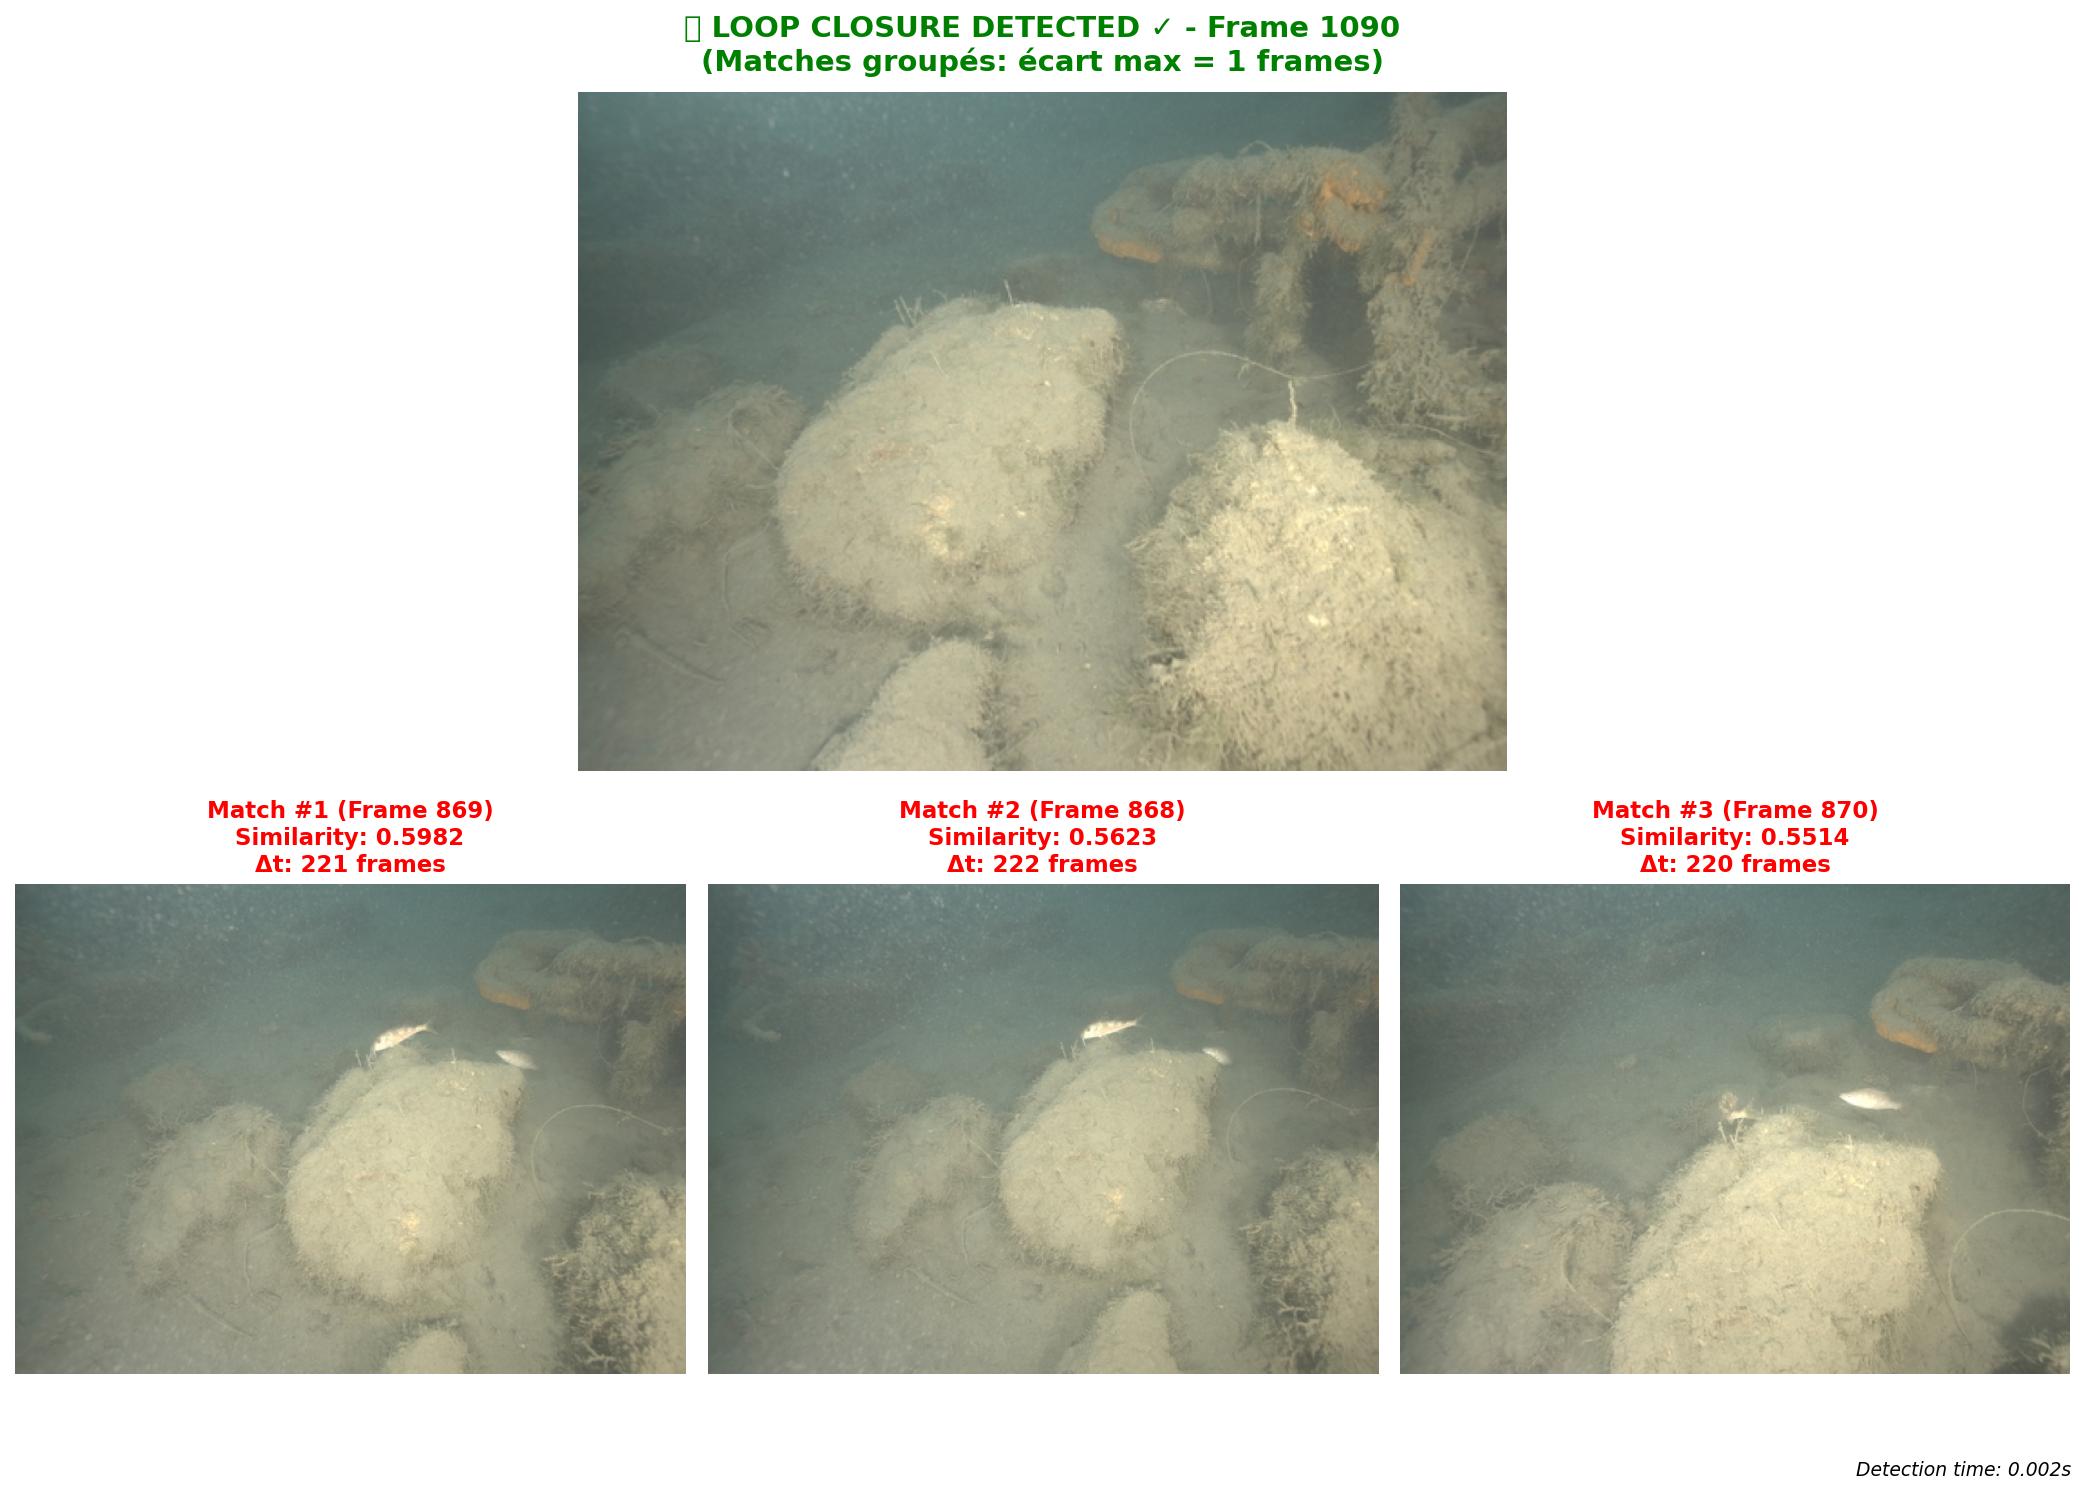 LOOP CLOSURE DETECTED ✓ - Frame 1090
(Matches groupés: écart max = 1 frames)
Match #1 (Frame 869)
Similarity: 0.5982
Δt: 221 frames
Match #2 (Frame 868)
Similarity: 0.5623
Δt: 222 frames
Match #3 (Frame 870)
Similarity: 0.5514
Δt: 220 frames
Detection time: 0.002s